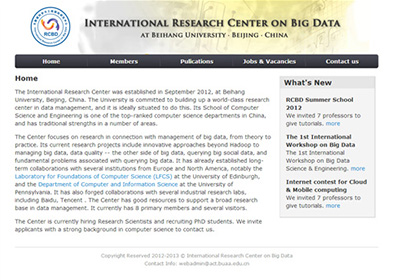 RCBD
International Research Center on Big Data
at Beihang University · Beijing · China
Home Members Pulications Jobs & Vacancies Contact us
Home
The International Research Center was established in September 2012, at Beihang
University, Beijing, China. The University is committed to building up a world-class research
center in data management, and it is ideally situated to do this. Its School of Computer
Science and Engineering is one of the top-ranked computer science departments in China,
and has traditional strengths in a number of areas.
The Center focuses on research in connection with management of big data, from theory to
practice. Its current research projects include innovative approaches beyond hadoop to
managing big data, data quality -- the other side of big data, querying big social data, and
fundamental problems associated with querying big data. It has already established long-
term collaborations with several institutions from Europe and North America, notably the
Laboratory for Foundations of Computer Science (LFCS) at the University of Edinburgh,
and the Department of Computer and Information Science at the University of
Pennsylvania. It has also forged collaborations with several industrial research labs,
including Baidu, Tencent . The Center has good resources to support a broad research
base in data management. It currently has 8 primary members and several visitors.
The Center is currently hiring Research Scientists and recruiting PhD students. We invite
applicants with a strong background in computer science to contact us.
What's New
RCBD Summer School
2012
We invited 7 professors to
give tutorials. more
The 1st International
Workshop on Big Data
The 1st International
Workshop on Big Data
Science & Engineering. more
Internet contest for Cloud
& Mobile computing
We invited 7 professors to
give tutorials. more
Copyright Reserved 2012-2013 © International Research Center on Big Data
Contact Info: webadmin@act.buaa.edu.cn